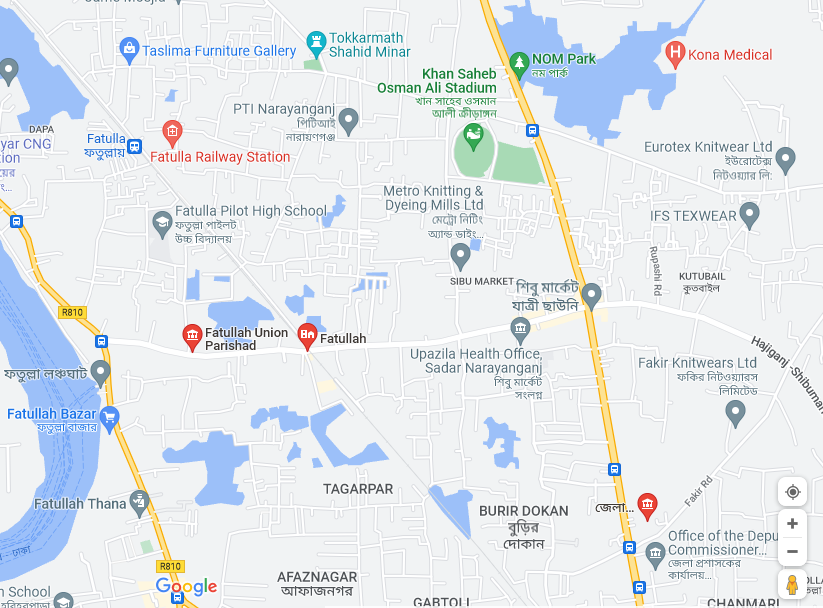 Taslima Furniture Gallery
Tokkarmath
Shahid Minar
NOM Park
নম পার্ক
Kona Medical
Khan Saheb
Osman Ali Stadium
খান সাহেব ওসমান
আলী ক্রীড়াঙ্গন
PTI Narayanganj
পিটিআই
নারায়ণগঞ্জ
DAPA
yar CNG
Fatulla
ফতুল্লায়
Fatulla Railway Station
Eurotex Knitwear Ltd
ইউরোটেক্স
নিটওয়্যার লি:
Metro Knitting &
Dyeing Mills Ltd
মেট্রো নিটিং
অ্যান্ড ডাইং...
Fatulla Pilot High School
ফতুল্লা পাইলট
উচ্চ বিদ্যালয়
IFS TEXWEAR
Rupashi Rd
KUTUBAIL
কুতবাইল
SIBU MARKET
শিবু মার্কেট
যাত্রী ছাউনি
R810
Fatullah Union
Parishad
Fatullah
Upazila Health Office,
Sadar Narayanganj
শিবু মার্কেট
সংলগ্ন
Hajiganj -Shibumar
Fakir Knitwears Ltd
ফকির নিটওয়্যারস
লিমিটেড
ফতুল্লা লঞ্চঘাট
Fatullah Bazar
ফতুল্লা বাজার
TAGARPAR
Fatullah Thana
BURIR DOKAN
বুড়ির
দোকান
জেলা...
Fakir Rd
Office of the Depu
Commissioner...
জেলা প্রশাসকের
কার্যালয়...
- ঢাকা
R810
Google
AFAZNAGAR
আফাজনগর
GABTOLI
CHANMARI
School